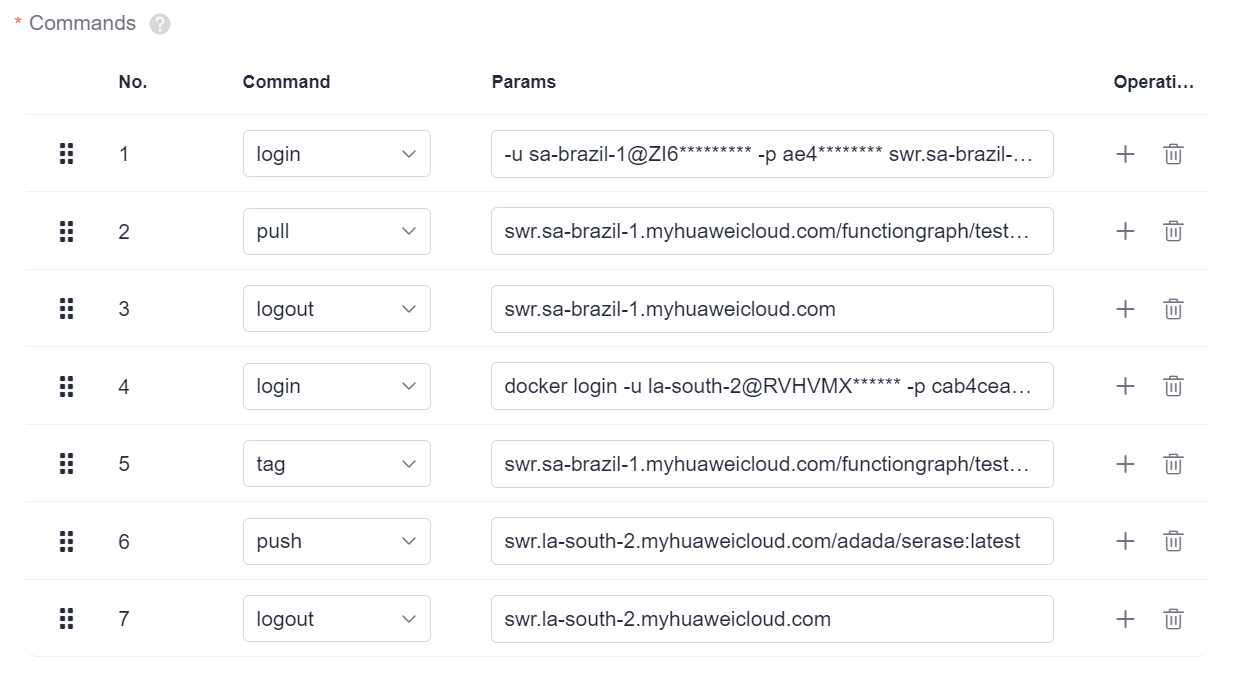 * Commands ?
No. Command Params Operati...
1 login -u sa-brazil-1@ZI6********* -p ae4******** swr.sa-brazil-...
2 pull swr.sa-brazil-1.myhuaweicloud.com/functiongraph/test...
3 logout swr.sa-brazil-1.myhuaweicloud.com
4 login docker login -u la-south-2@RVHVMX****** -p cab4cea...
5 tag swr.sa-brazil-1.myhuaweicloud.com/functiongraph/test...
6 push swr.la-south-2.myhuaweicloud.com/adada/serase:latest
7 logout swr.la-south-2.myhuaweicloud.com